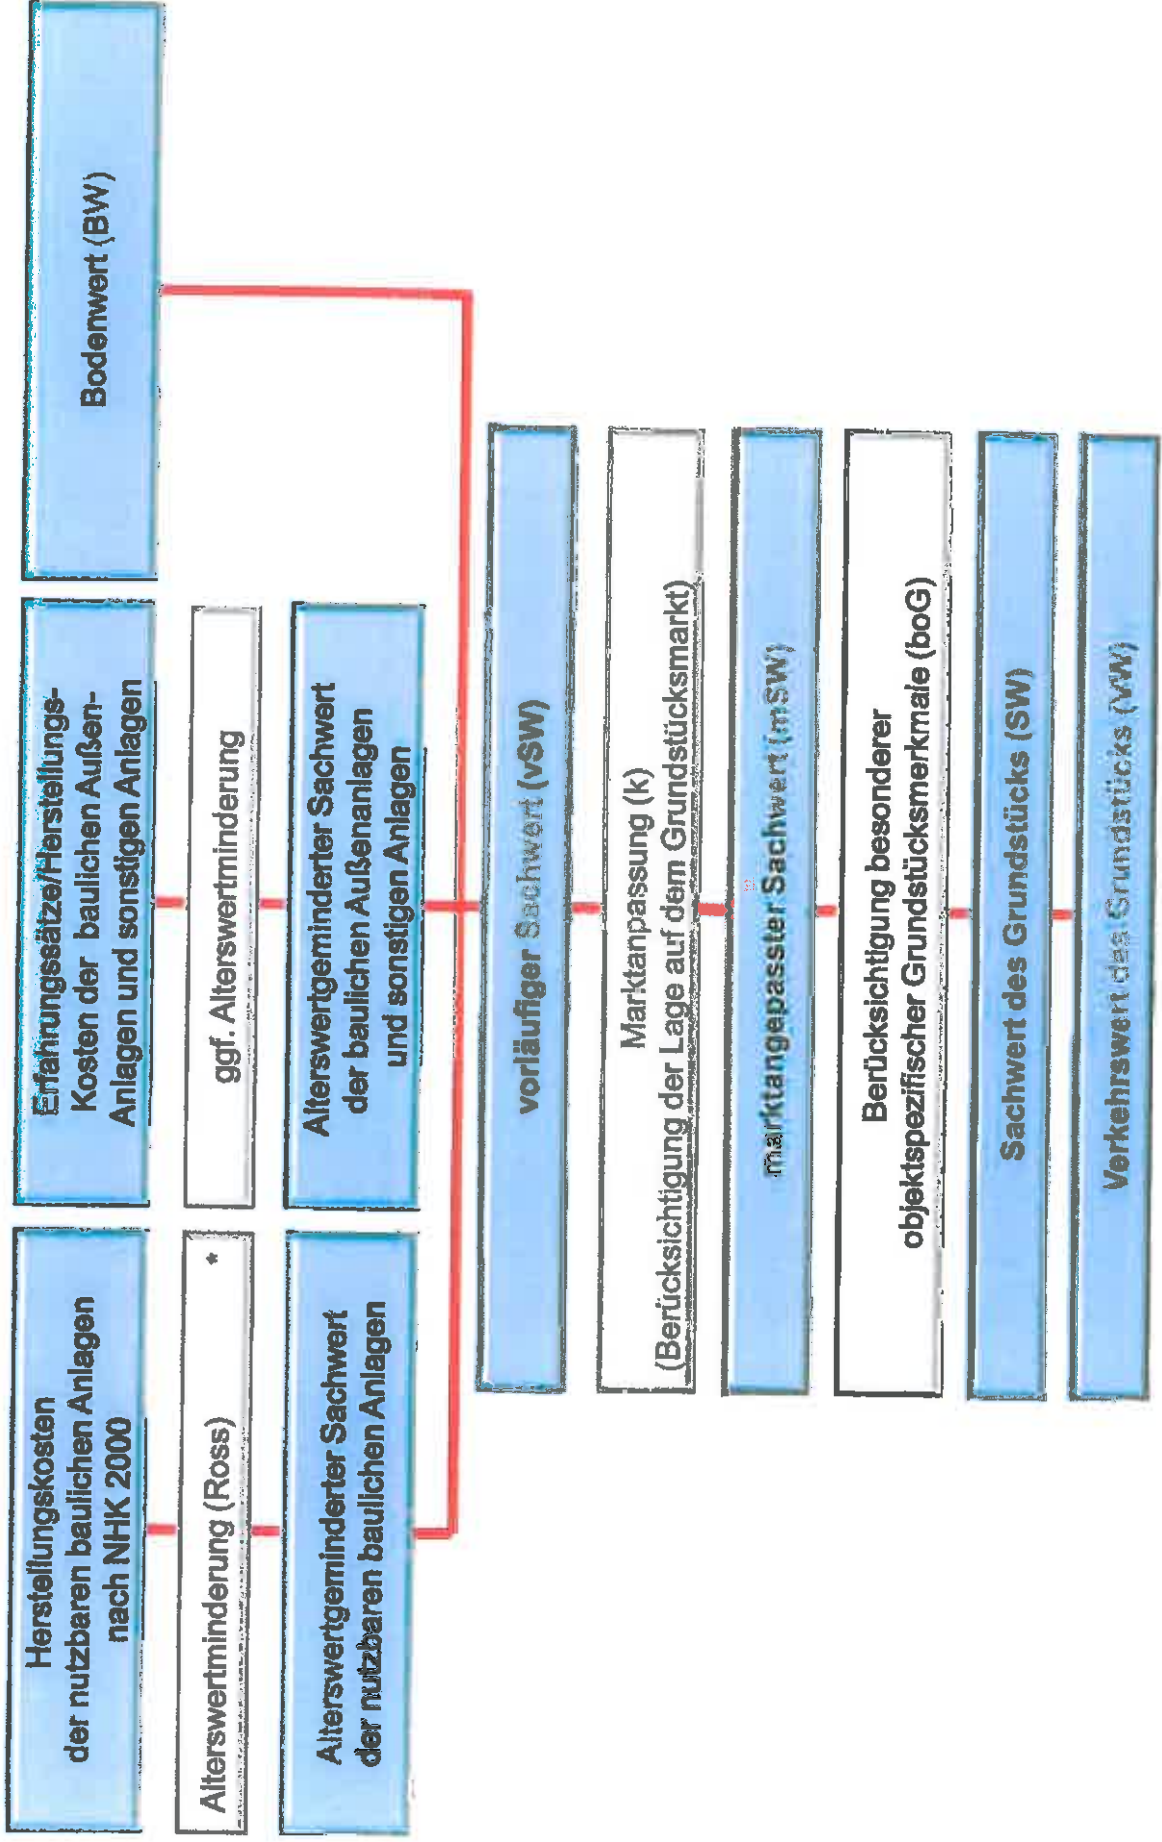 Herstellungskosten
der nutzbaren baulichen Anlagen
nach NHK 2000
Alterswertminderung (Ross) *
Alterswertgeminderter Sachwert
der nutzbaren baulichen Anlagen
Erfahrungssätze/Herstellungs-
Kosten der baulichen Außen-
Anlagen und sonstigen Anlagen
ggf. Alterswertminderung
Alterswertgeminderter Sachwert
der baulichen Außenanlagen
und sonstigen Anlagen
Bodenwert (BW)
vorläufiger Sachwert (vSW)
Marktanpassung (k)
(Berücksichtigung der Lage auf dem Grundstücksmarkt)
marktangepasster Sachwert (mSW)
Berücksichtigung besonderer
objektspezifischer Grundstücksmerkmale (boG)
Sachwert des Grundstücks (SW)
Verkehrswert des Grundstücks (VW)